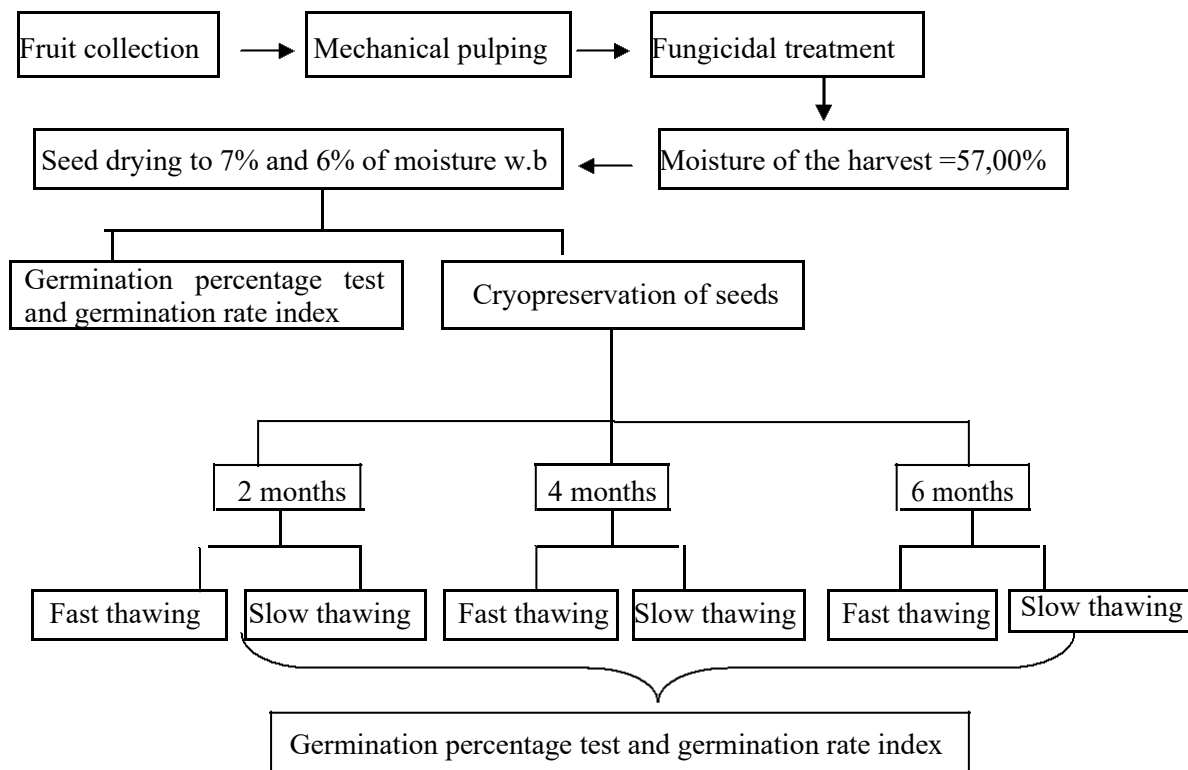 Fruit collection
Mechanical pulping
Fungicidal treatment
Seed drying to 7% and 6% of moisture w.b
Moisture of the harvest =57,00%
Germination percentage test
and germination rate index
Cryopreservation of seeds
2 months
4 months
6 months
Fast thawing
Slow thawing
Fast thawing
Slow thawing
Fast thawing
Slow thawing
Germination percentage test and germination rate index